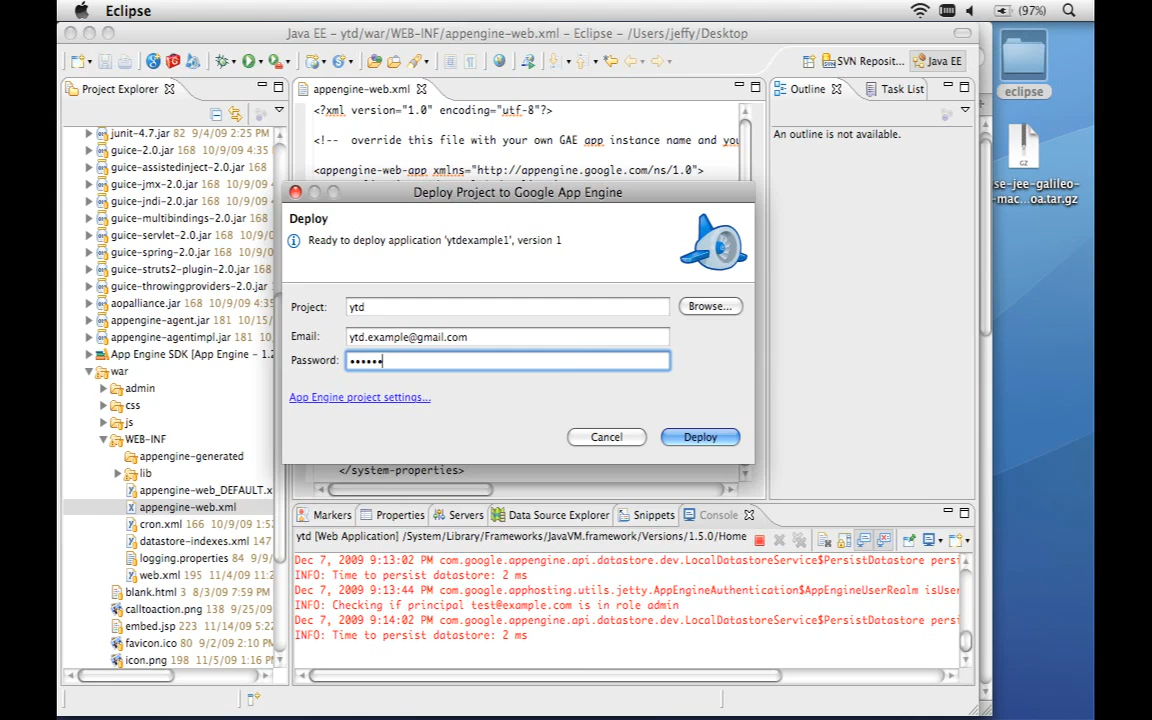 Eclipse
(97%)
Java EE - ytd/war/WEB-INF/appengine-web.xml - Eclipse - /Users/jeffy/Desktop
SVN Reposit...
Java EE
Project Explorer
junit-4.7.jar 82 9/4/09 2:25 PM
guice-2.0.jar 168 10/9/09 4:35
guice-assistedinject-2.0.jar 168
guice-jmx-2.0.jar 168 10/9/09
guice-jndi-2.0.jar 168 10/9/09
guice-multibindings-2.0.jar 168
guice-servlet-2.0.jar 168 10/9/
guice-spring-2.0.jar 168 10/9/
guice-struts2-plugin-2.0.jar 168
guice-throwingproviders-2.0.jar
aopalliance.jar 168 10/9/09 4:35
appengine-agent.jar 181 10/15/
appengine-agentimpl.jar 181 10/
App Engine SDK [App Engine - 1.2
war
admin
css
js
WEB-INF
appengine-generated
lib
appengine-web_DEFAULT.x
appengine-web.xml
cron.xml 166 10/9/09 1:5
datastore-indexes.xml 147
logging.properties 84 9/9/
web.xml 195 11/4/09 11:2
blank.html 3 8/3/09 7:59 PM
calltoaction.png 138 9/25/09
embed.jsp 223 11/14/09 5:22
favicon.ico 80 9/2/09 2:10 PM
icon.png 198 11/5/09 1:16 PM
appengine-web.xml
<?xml version="1.0" encoding="utf-8"?>
<!-- override this file with your own GAE app instance name and you
<appengine-web-app xmlns="http://appengine.google.com/ns/1.0">
</system-properties>
Deploy Project to Google App Engine
Deploy
Ready to deploy application 'ytdexample1', version 1
Project: ytd Browse...
Email: ytd.example@gmail.com
Password: ••••••
App Engine project settings...
Cancel Deploy
Outline
Task List
An outline is not available.
Markers Properties Servers Data Source Explorer Snippets Console
ytd [Web Application] /System/Library/Frameworks/JavaVM.framework/Versions/1.5.0/Home
Dec 7, 2009 9:13:02 PM com.google.appengine.api.datastore.dev.LocalDatastoreService$PersistDatastore persi
INFO: Time to persist datastore: 2 ms
Dec 7, 2009 9:13:44 PM com.google.apphosting.utils.jetty.AppEngineAuthentication$AppEngineUserRealm isUser
INFO: Checking if principal test@example.com is in role admin
Dec 7, 2009 9:14:02 PM com.google.appengine.api.datastore.dev.LocalDatastoreService$PersistDatastore persi
INFO: Time to persist datastore: 2 ms
eclipse
GZ
se-jee-galileo-
mac...oa.tar.gz